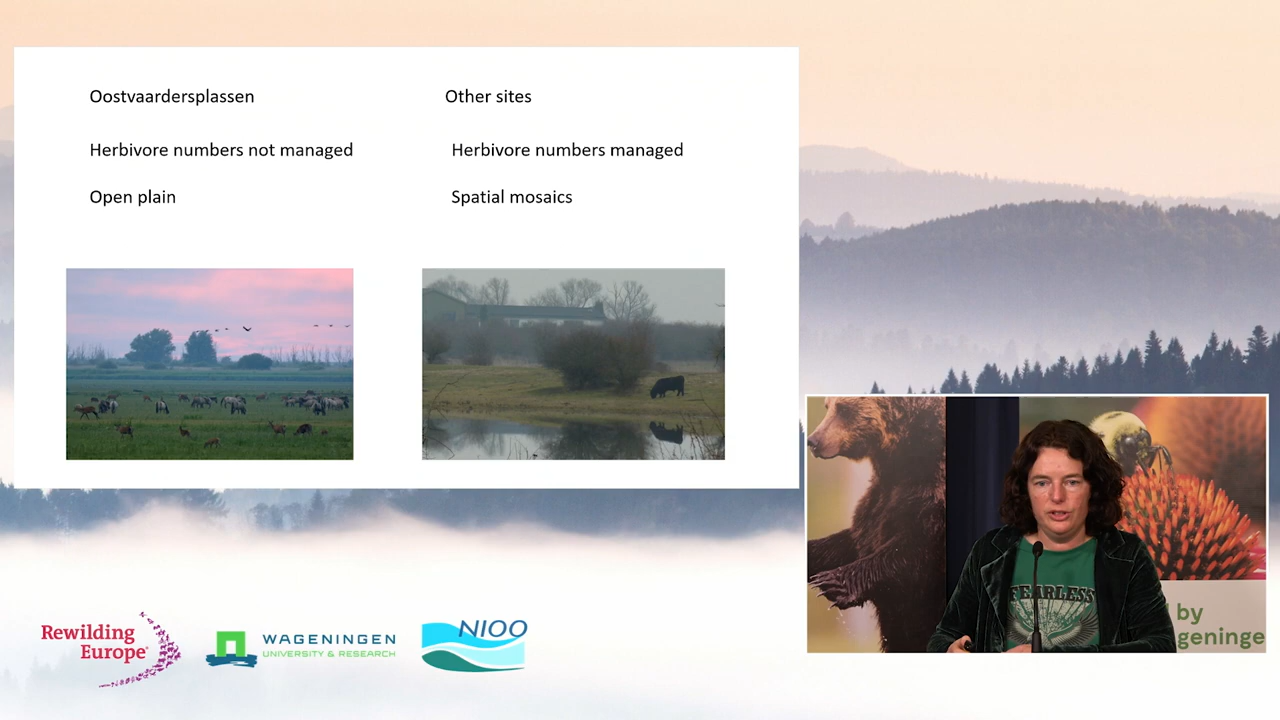 Oostvaardersplassen
Other sites
Herbivore numbers not managed
Herbivore numbers managed
Open plain
Spatial mosaics
FEARLESS
by
geninge
Rewilding
Europe
WAGENINGEN
UNIVERSITY & RESEARCH
NIOO